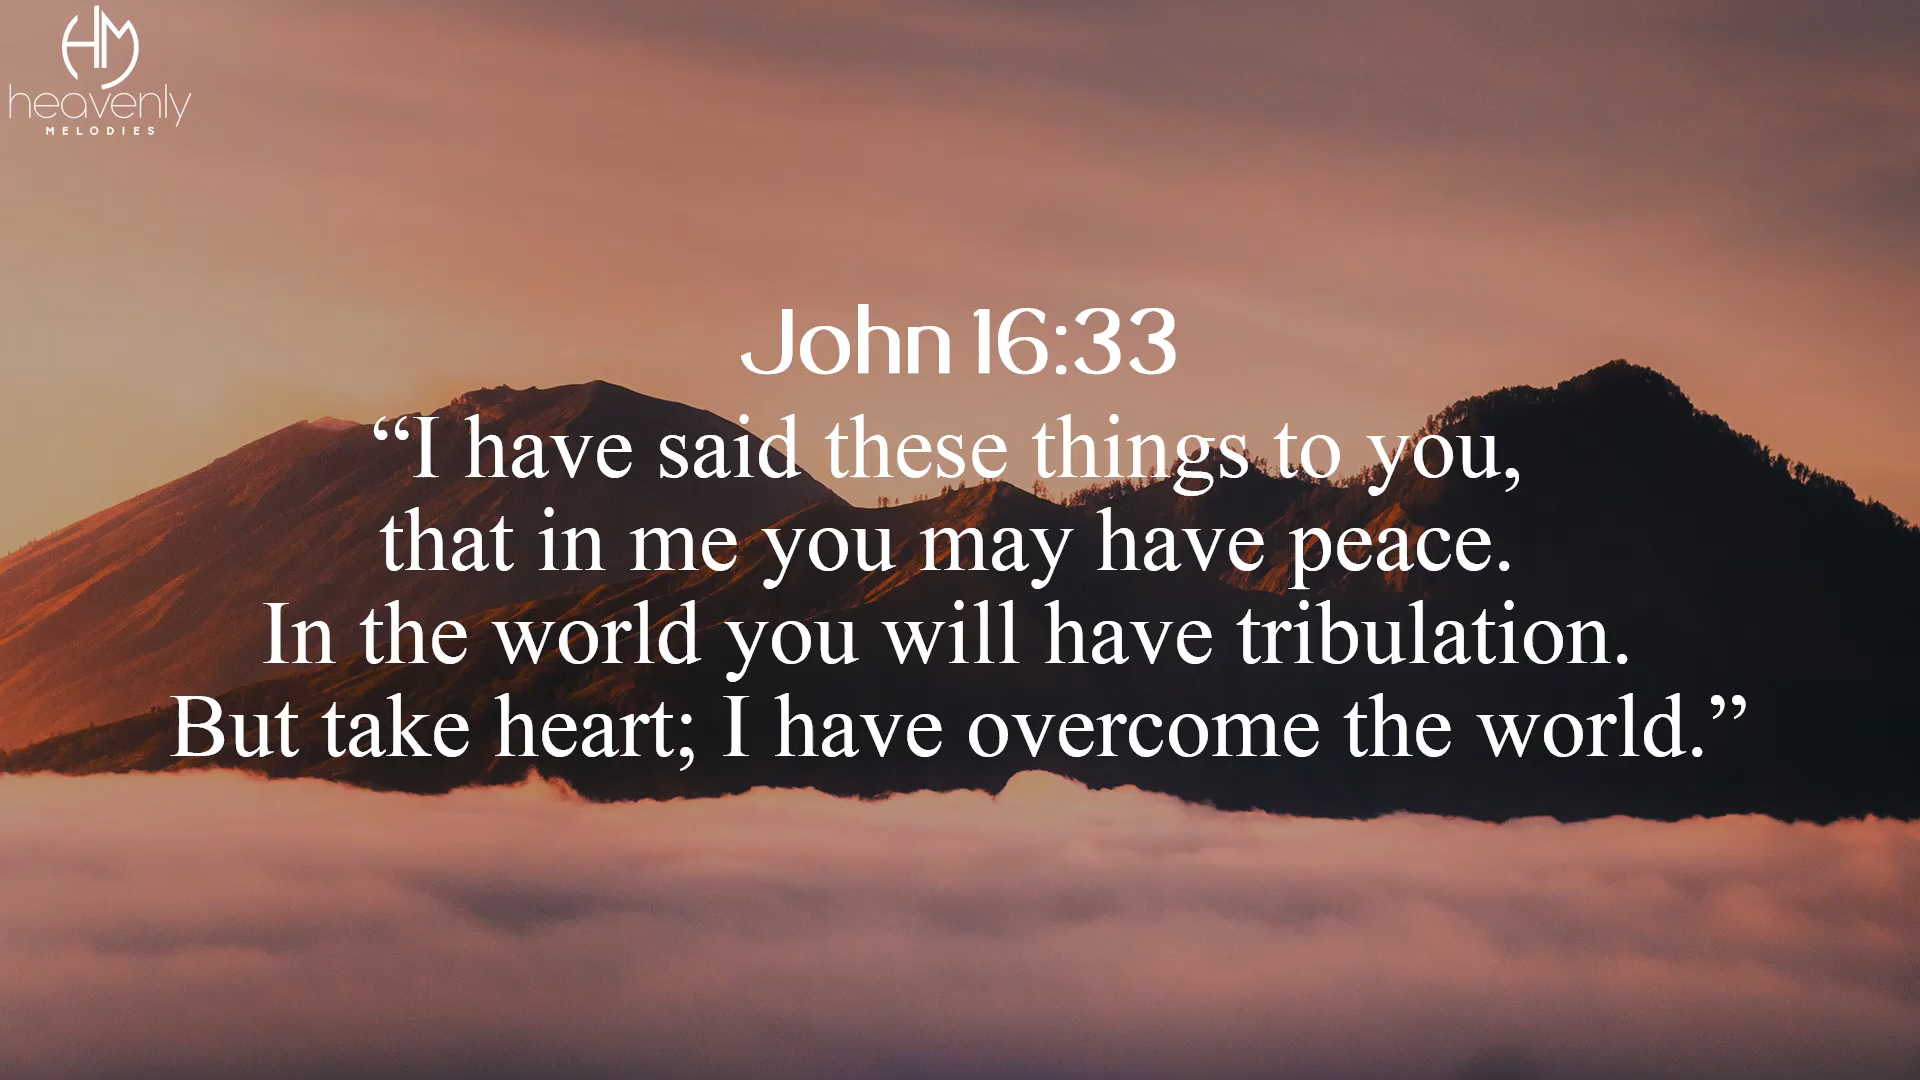 HM
heavenly
MELODIES
John 16:33
“I have said these things to you,
that in me you may have peace.
In the world you will have tribulation.
But take heart; I have overcome the world.”